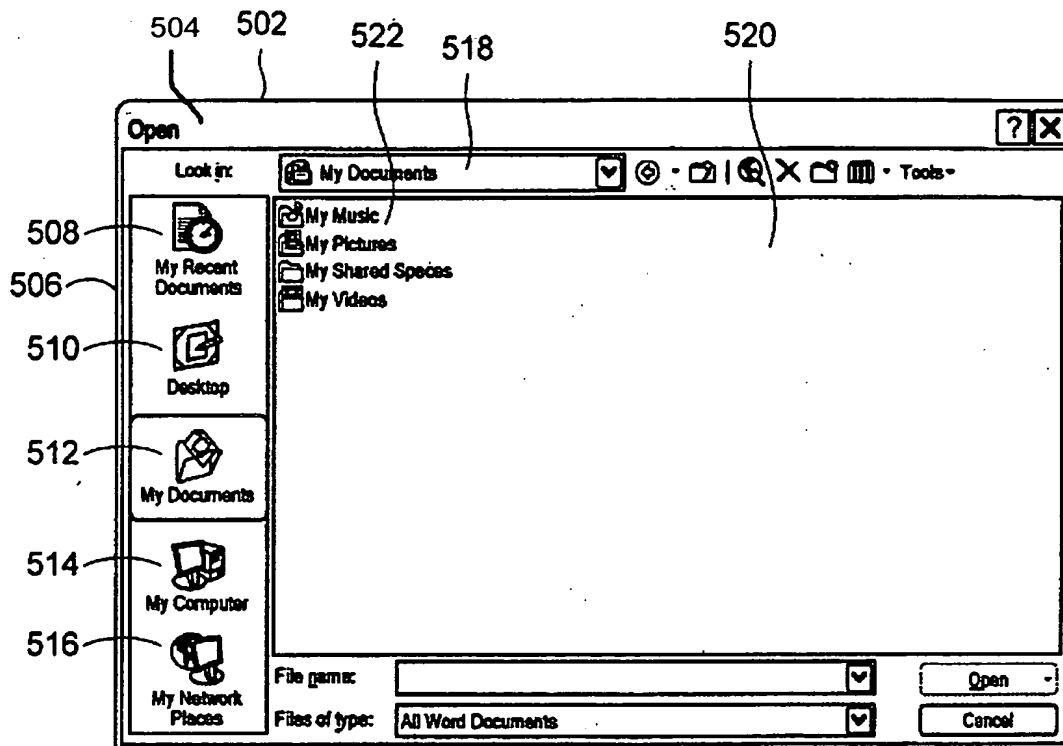 504 502 522 518 520
Open ? X
Look in: My Documents Tools
My Music
My Pictures
My Shared Spaces
My Videos
508
My Recent
Documents
506
510
Desktop
512
My Documents
514
My Computer
516
My Network
Places
File name: Open
Files of type: All Word Documents Cancel